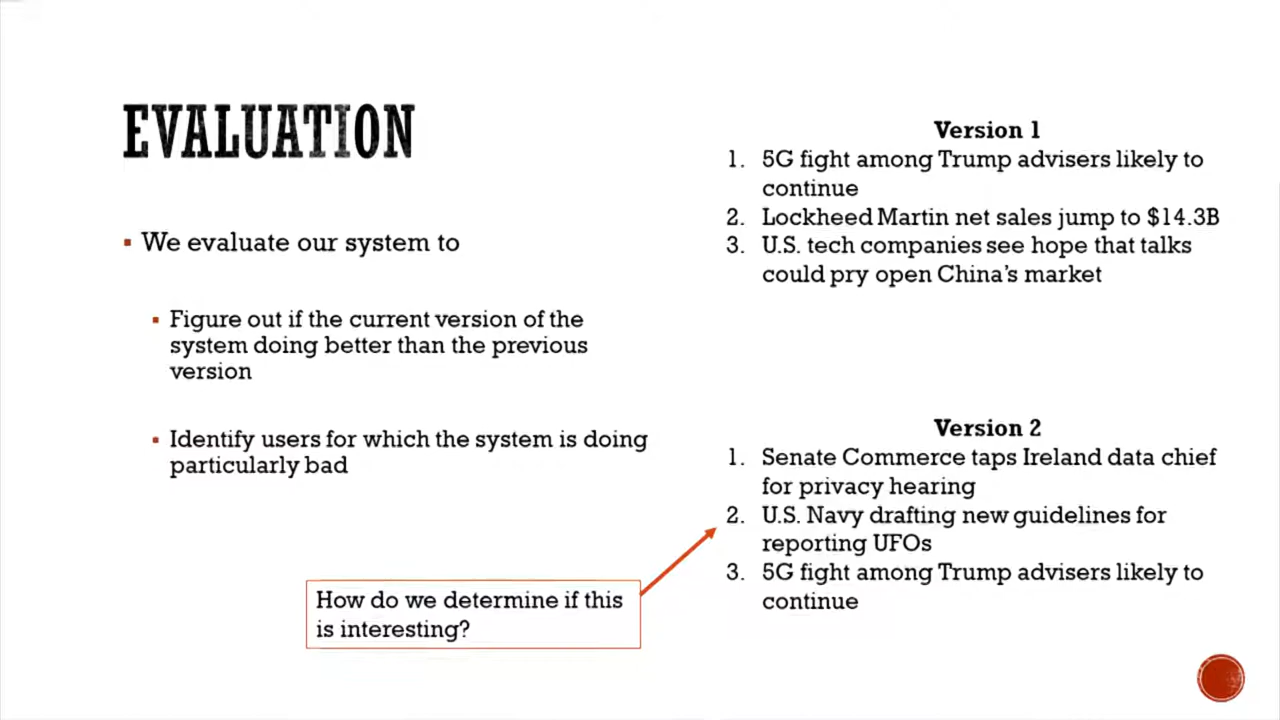 EVALUATION
▪ We evaluate our system to
▪ Figure out if the current version of the
system doing better than the previous
version
▪ Identify users for which the system is doing
particularly bad
How do we determine if this
is interesting?
Version 1
1. 5G fight among Trump advisers likely to
continue
2. Lockheed Martin net sales jump to $14.3B
3. U.S. tech companies see hope that talks
could pry open China's market
Version 2
1. Senate Commerce taps Ireland data chief
for privacy hearing
2. U.S. Navy drafting new guidelines for
reporting UFOs
3. 5G fight among Trump advisers likely to
continue